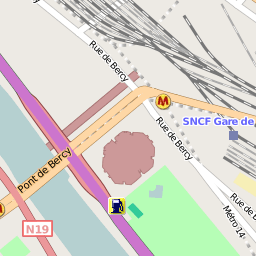 Rue de Bercy
M
SNCF Gare de
Rue de Bercy
Pont de Bercy
Rue de B
N19
Métro 14